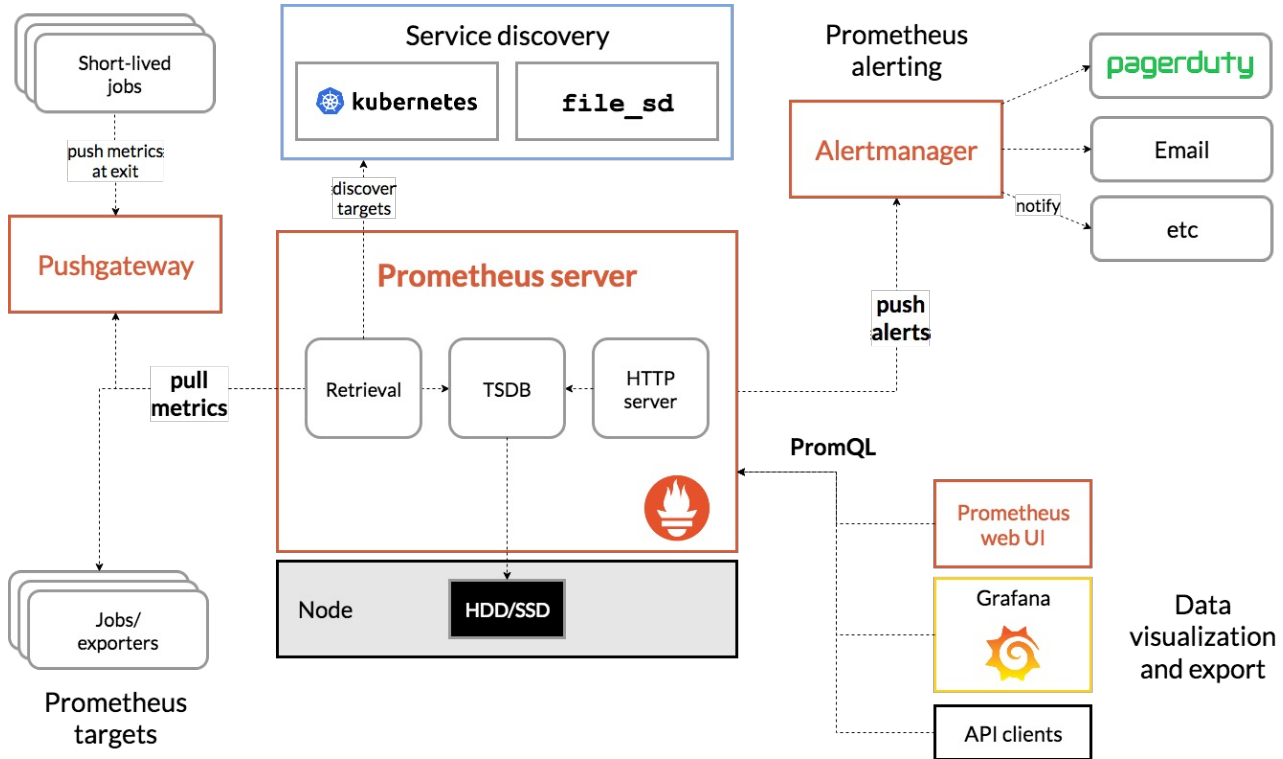 Short-lived
jobs
push metrics
at exit
Pushgateway
pull
metrics
Jobs/
exporters
Prometheus
targets
Service discovery
kubernetes
file_sd
discover
targets
Prometheus server
Retrieval
TSDB
HTTP
server
Node
HDD/SSD
Prometheus
alerting
Alertmanager
pagerduty
Email
notify
etc
push
alerts
PromQL
Prometheus
web UI
Grafana
API clients
Data
visualization
and export